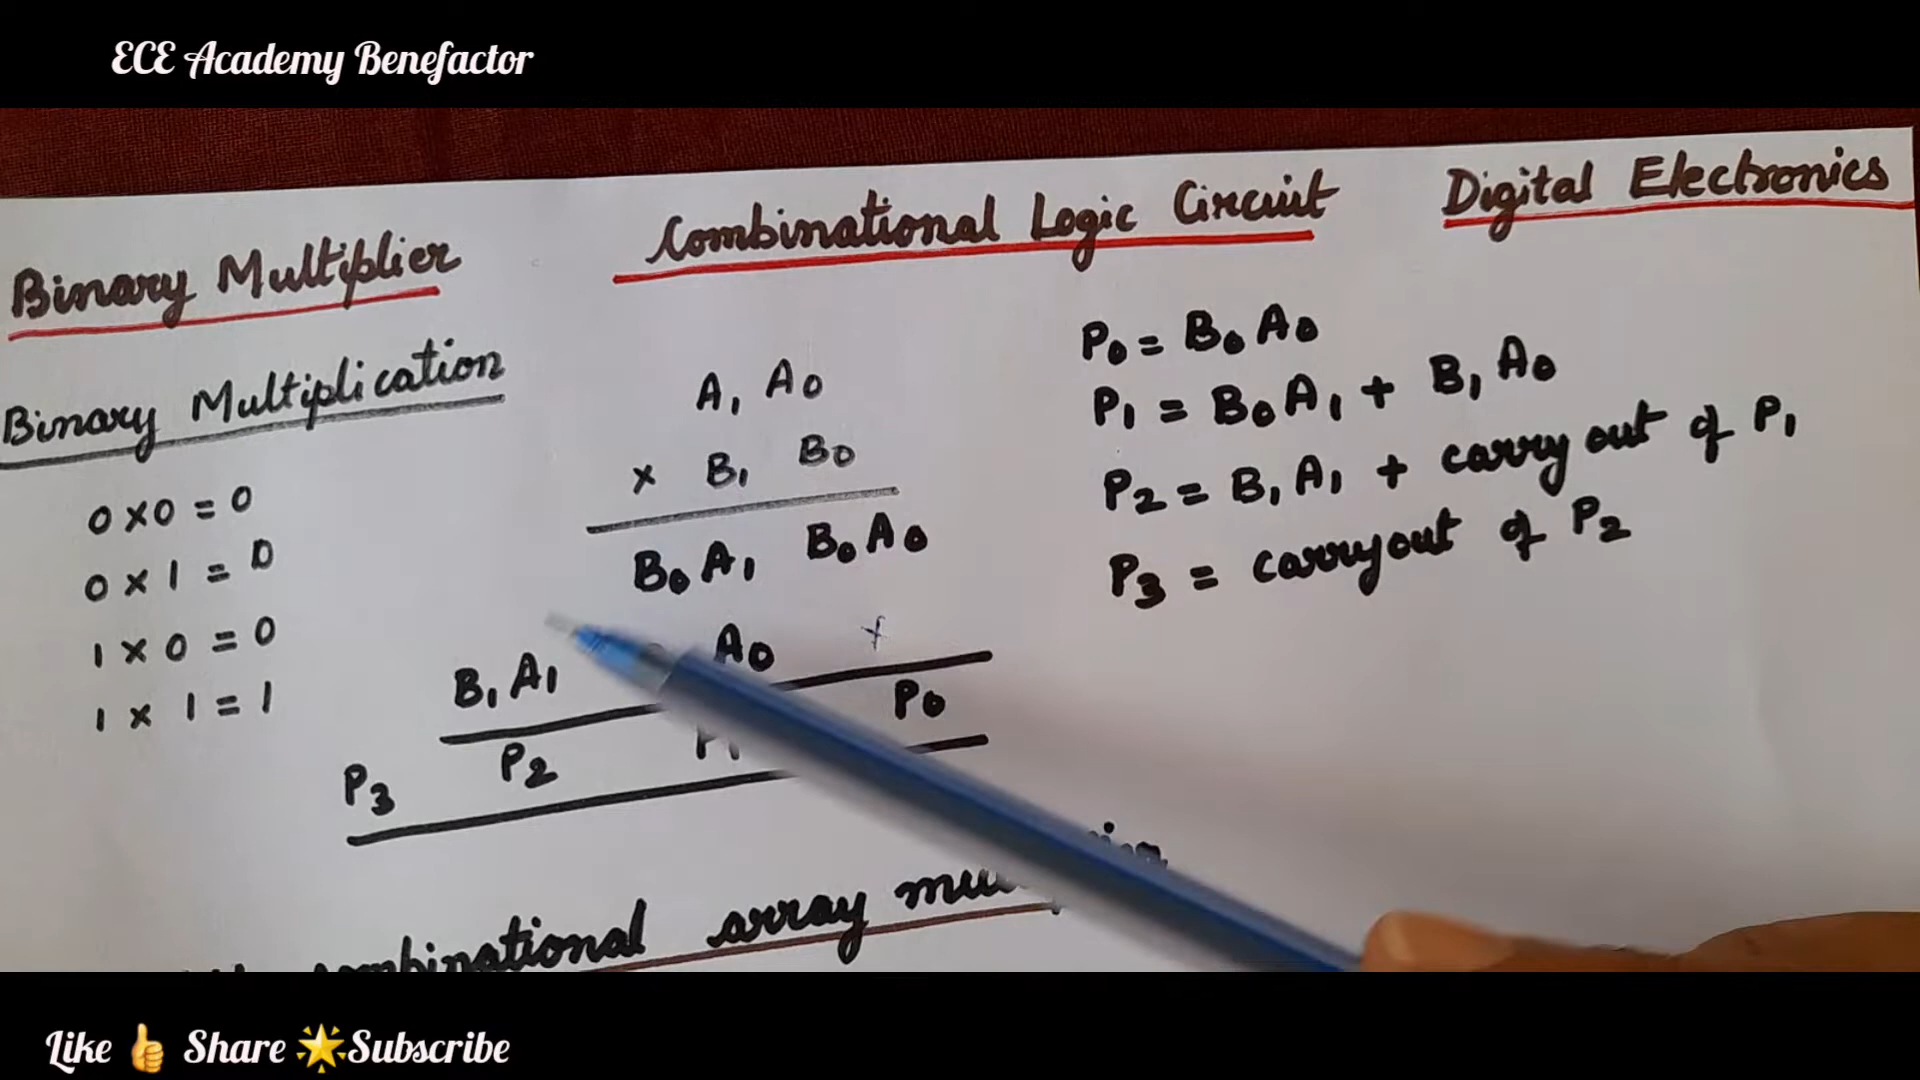 ECE Academy Benefactor
Binary Multiplier Combinational Logic Circuit Digital Electronics
Binary Multiplication
0 x 0 = 0
0 x 1 = 0
1 x 0 = 0
1 x 1 = 1
A1 A0
x B1 B0
B0A1 B0A0
B1A1 A0 x
P3 P2 P1 P0
P0 = B0A0
P1 = B0A1 + B1A0
P2 = B1A1 + carry out of P1
P3 = carryout of P2
array
Like 👍 Share 🌟Subscribe